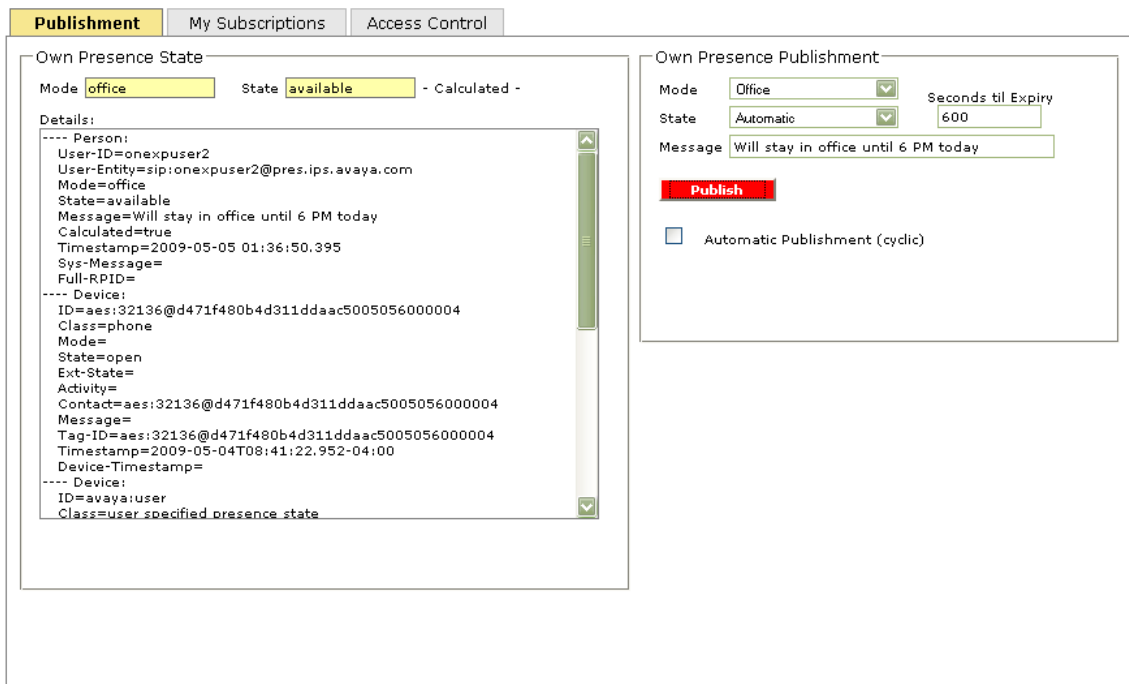 Publishment My Subscriptions Access Control
Own Presence State
Mode office State available - Calculated -
Details:
---- Person:
User-ID=onexpuser2
User-Entity=sip:onexpuser2@pres.ips.avaya.com
Mode=office
State=available
Message=Will stay in office until 6 PM today
Calculated=true
Timestamp=2009-05-05 01:36:50.395
Sys-Message=
Full-RPID=
---- Device:
ID=aes:32136@d471f480b4d311ddaac5005056000004
Class=phone
Mode=
State=open
Ext-State=
Activity=
Contact=aes:32136@d471f480b4d311ddaac5005056000004
Message=
Tag-ID=aes:32136@d471f480b4d311ddaac5005056000004
Timestamp=2009-05-04T08:41:22.952-04:00
Device-Timestamp=
---- Device:
ID=avaya:user
Class=user specified presence state
Own Presence Publishment
Mode Office
Seconds til Expiry
State Automatic 600
Message Will stay in office until 6 PM today
Publish
Automatic Publishment (cyclic)